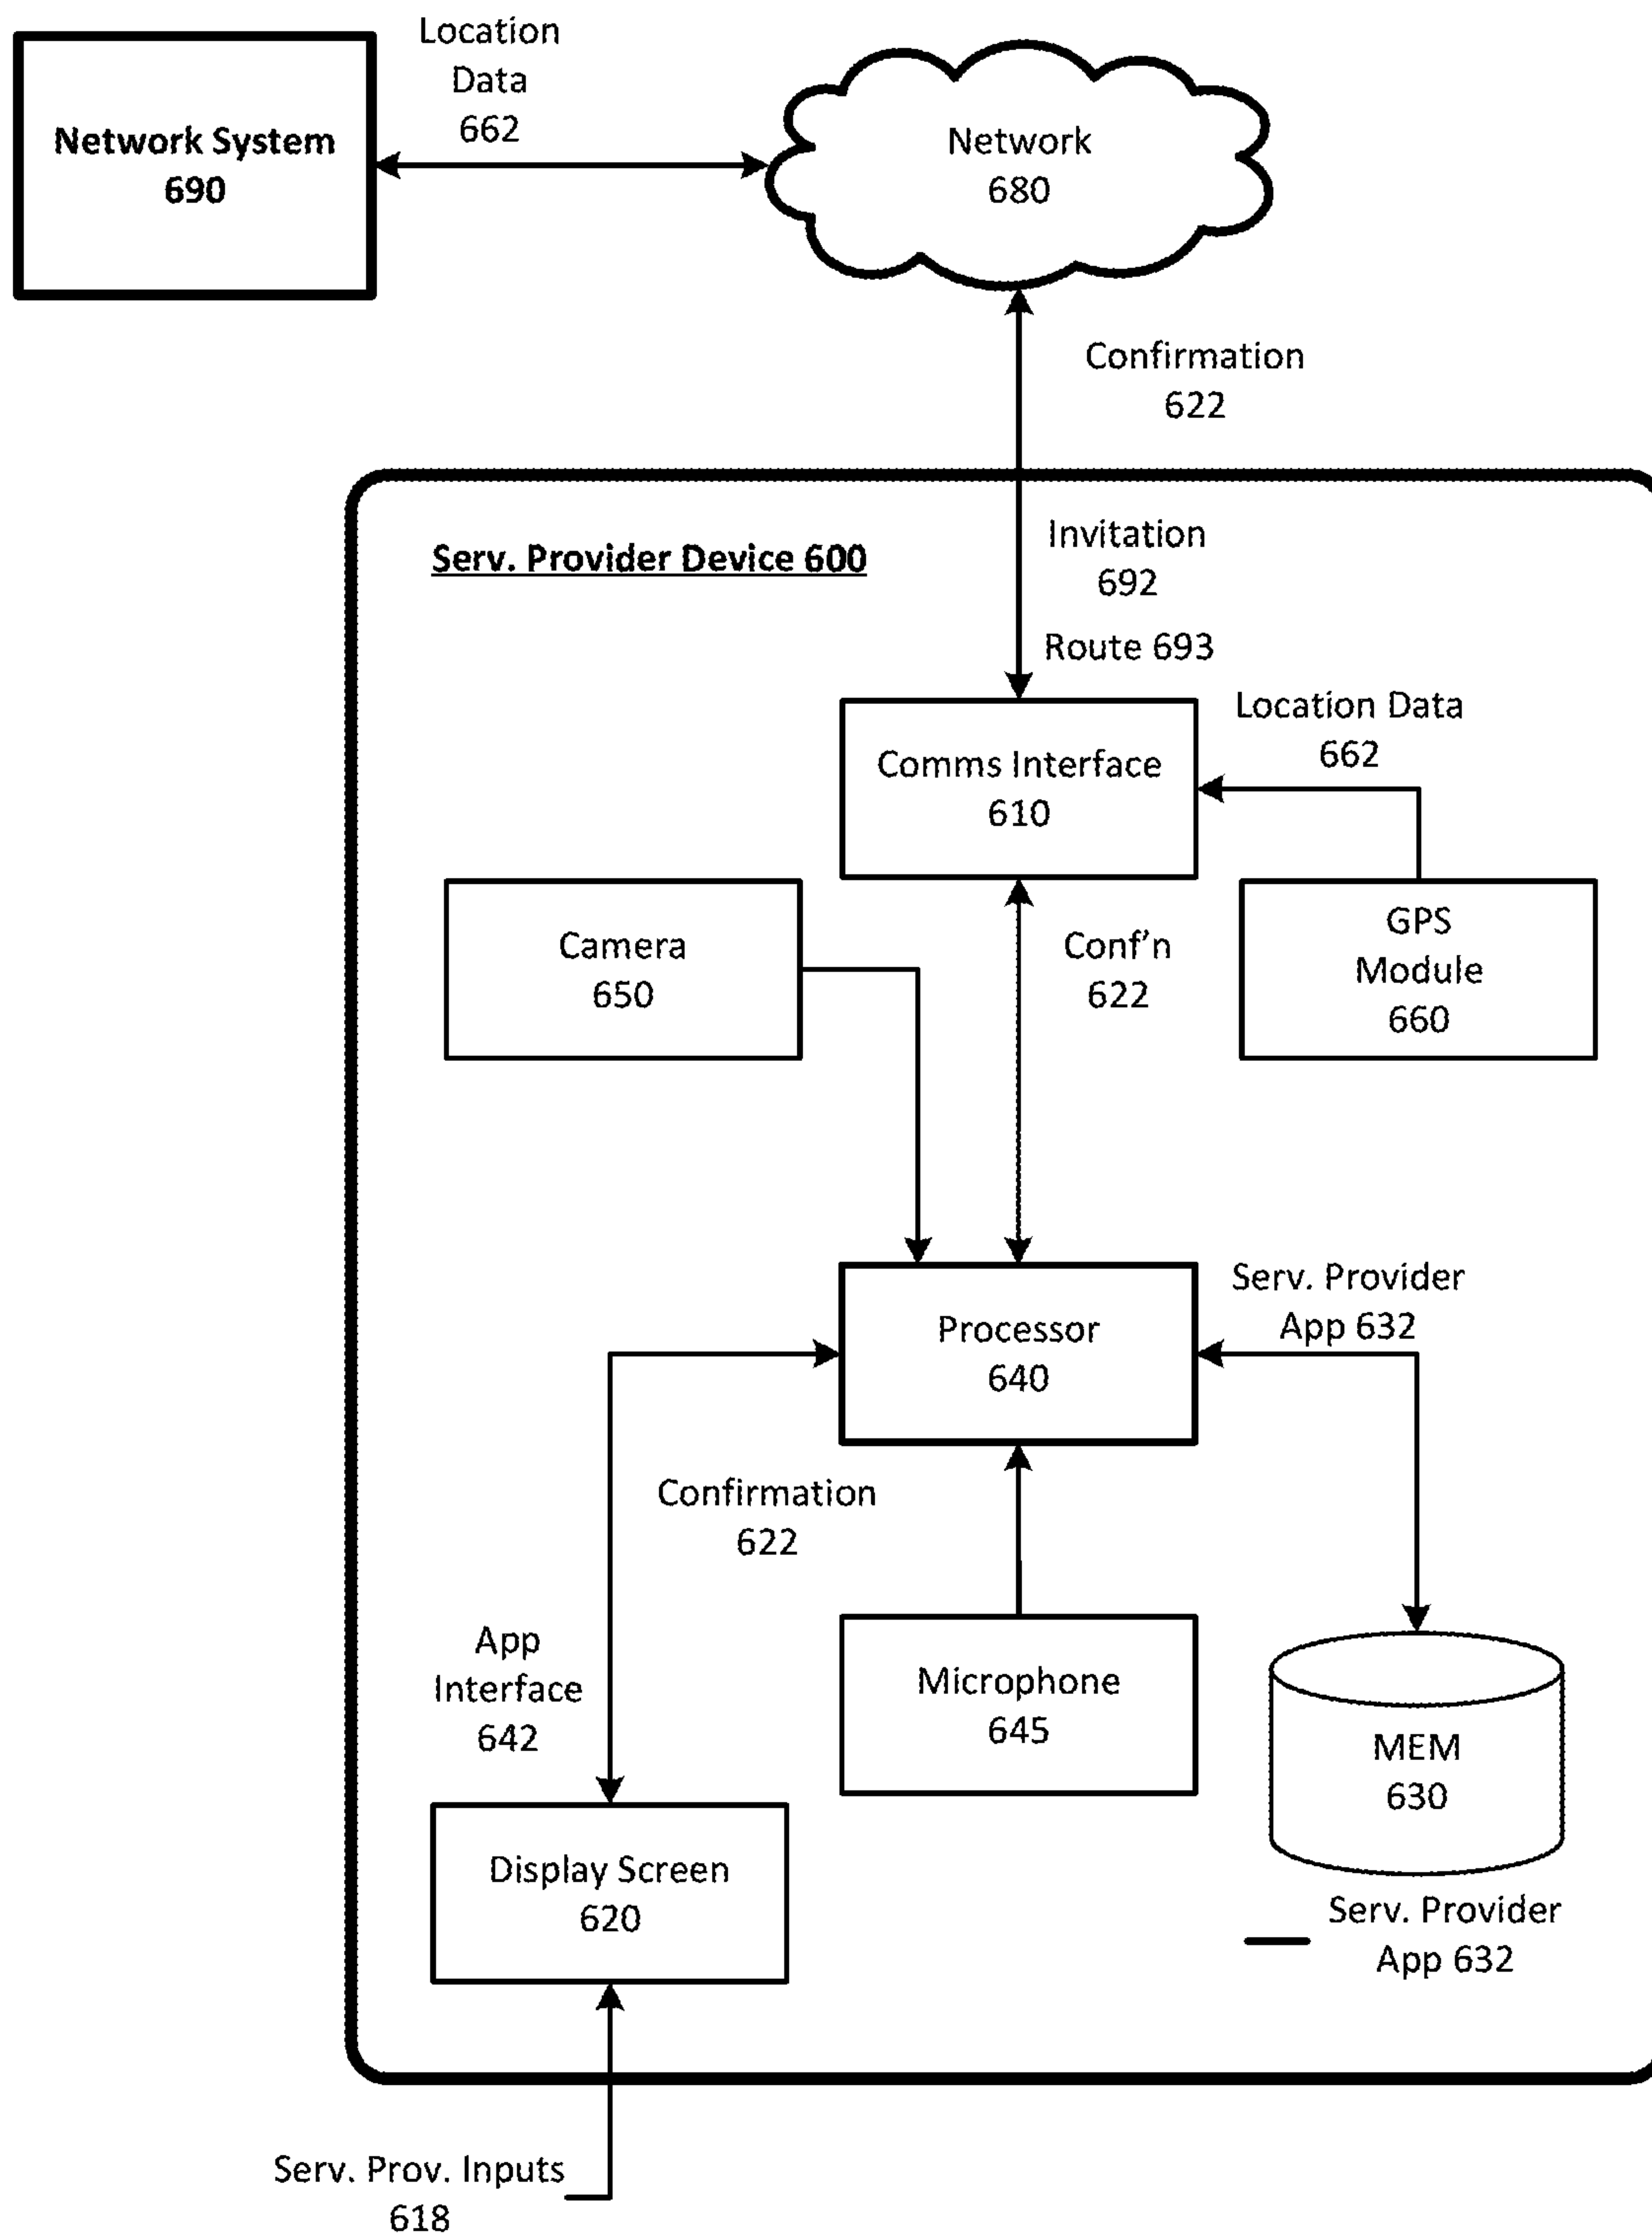 Location
Data
662
Network System
690
Network
680
Confirmation
622
Serv. Provider Device 600
Invitation
692
Route 693
Location Data
662
Comms Interface
610
Camera
650
Conf'n
622
GPS
Module
660
Serv. Provider
App 632
Processor
640
Confirmation
622
App
Interface
642
Microphone
645
MEM
630
Display Screen
620
Serv. Provider
App 632
Serv. Prov. Inputs
618